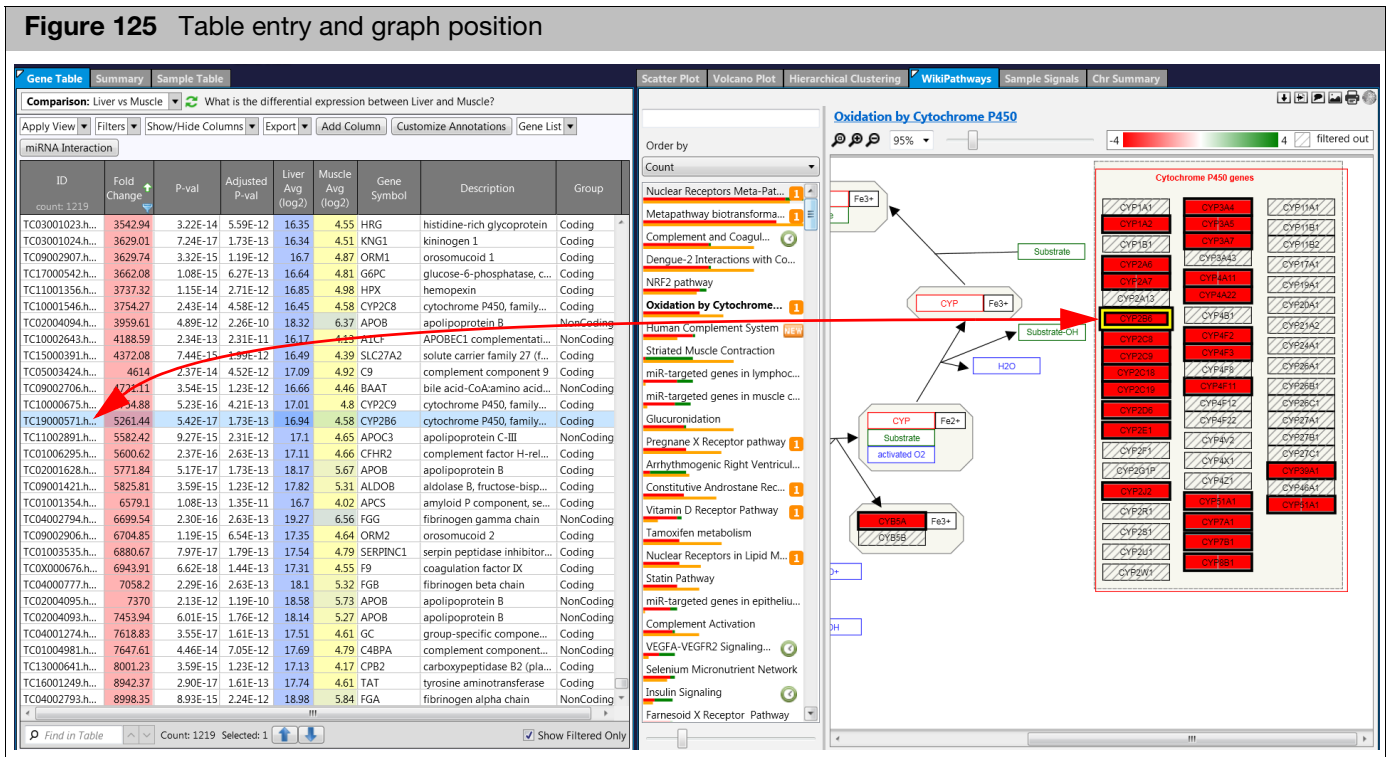 Figure 125 Table entry and graph position
Gene Table Summary Sample Table
Comparison: Liver vs Muscle What is the differential expression between Liver and Muscle?
Apply View Filters Show/Hide Columns Export Add Column Customize Annotations Gene List
miRNA Interaction
ID count: 1219 Fold Change P-val Adjusted P-val Liver Avg (log2) Muscle Avg (log2) Gene Symbol Description Group
TC03001023.h... 3542.94 3.22E-14 5.59E-12 16.35 4.55 HRG histidine-rich glycoprotein Coding
TC03001024.h... 3629.01 7.24E-17 1.73E-13 16.34 4.51 KNG1 kininogen 1 Coding
TC09002907.h... 3629.74 3.32E-15 1.19E-12 16.7 4.87 ORM1 orosomucoid 1 Coding
TC17000542.h... 3662.08 1.08E-15 6.27E-13 16.64 4.81 G6PC glucose-6-phosphatase, c... Coding
TC11001356.h... 3737.32 1.15E-14 2.71E-12 16.85 4.98 HPX hemopexin Coding
TC10001546.h... 3754.27 2.43E-14 4.58E-12 16.45 4.58 CYP2C8 cytochrome P450, family... Coding
TC02004094.h... 3959.61 4.89E-12 2.26E-10 18.32 6.37 APOB apolipoprotein B NonCoding
TC10002643.h... 4188.59 2.34E-13 2.31E-11 16.17 4.13 A1CF APOBEC1 complementati... NonCoding
TC15000391.h... 4372.08 7.44E-15 1.99E-12 16.49 4.39 SLC27A2 solute carrier family 27 (f... Coding
TC05003424.h... 4614 2.37E-14 4.52E-12 17.09 4.92 C9 complement component 9 Coding
TC09002706.h... 4721.11 3.54E-15 1.23E-12 16.66 4.46 BAAT bile acid-CoA:amino acid... NonCoding
TC10000675.h... 4.88 5.23E-16 4.21E-13 17.01 4.8 CYP2C9 cytochrome P450, family... Coding
TC19000571.h... 5261.44 5.42E-17 1.73E-13 16.94 4.58 CYP2B6 cytochrome P450, family... Coding
TC11002891.h... 5582.42 9.27E-15 2.31E-12 17.1 4.65 APOC3 apolipoprotein C-III NonCoding
TC01006295.h... 5600.62 2.37E-16 2.63E-13 17.11 4.66 CFHR2 complement factor H-rel... Coding
TC02001628.h... 5771.84 5.17E-17 1.73E-13 18.17 5.67 APOB apolipoprotein B Coding
TC09001421.h... 5825.81 3.59E-15 1.23E-12 17.82 5.31 ALDOB aldolase B, fructose-bisp... Coding
TC01001354.h... 6579.1 1.08E-13 1.35E-11 16.7 4.02 APCS amyloid P component, se... Coding
TC04002794.h... 6699.54 2.30E-16 2.63E-13 19.27 6.56 FGG fibrinogen gamma chain NonCoding
TC09002906.h... 6704.85 1.19E-15 6.54E-13 17.35 4.64 ORM2 orosomucoid 2 Coding
TC01003535.h... 6880.67 7.97E-17 1.79E-13 17.54 4.79 SERPINC1 serpin peptidase inhibitor... Coding
TC0X000676.h... 6943.91 6.62E-18 1.44E-13 17.31 4.55 F9 coagulation factor IX Coding
TC04000777.h... 7058.2 2.29E-16 2.63E-13 18.1 5.32 FGB fibrinogen beta chain Coding
TC02004095.h... 7370 2.13E-12 1.19E-10 18.58 5.73 APOB apolipoprotein B NonCoding
TC02004093.h... 7453.94 6.01E-15 1.76E-12 18.14 5.27 APOB apolipoprotein B NonCoding
TC04001274.h... 7618.83 3.55E-17 1.61E-13 17.51 4.61 GC group-specific compone... Coding
TC01004981.h... 7647.61 4.46E-14 7.05E-12 17.69 4.79 C4BPA complement component... NonCoding
TC13000641.h... 8001.23 3.59E-15 1.23E-12 17.13 4.17 CPB2 carboxypeptidase B2 (pla... Coding
TC16001249.h... 8942.37 2.90E-17 1.61E-13 17.74 4.61 TAT tyrosine aminotransferase Coding
TC04002793.h... 8998.35 8.93E-15 2.24E-12 18.98 5.84 FGA fibrinogen alpha chain NonCoding
Find in Table Count: 1219 Selected: 1 Show Filtered Only
Scatter Plot Volcano Plot Hierarchical Clustering WikiPathways Sample Signals Chr Summary
Order by
Count
Nuclear Receptors Meta-Pat... 1
Metapathway biotransforma... 1
Complement and Coagul...
Dengue-2 Interactions with Co...
NRF2 pathway
Oxidation by Cytochrome... 1
Human Complement System NEW
Striated Muscle Contraction
miR-targeted genes in lymphoc...
miR-targeted genes in muscle c...
Glucuronidation
Pregnane X Receptor pathway 1
Arrhythmogenic Right Ventricul...
Constitutive Androstane Rec... 1
Vitamin D Receptor Pathway 1
Tamoxifen metabolism
Nuclear Receptors in Lipid M... 1
Statin Pathway
miR-targeted genes in epitheliu...
Complement Activation
VEGFA-VEGFR2 Signaling...
Selenium Micronutrient Network
Insulin Signaling
Farnesoid X Receptor Pathway
Oxidation by Cytochrome P450
95% -4 4 filtered out
Fe3+
e
Substrate
CYP Fe3+
Substrate-OH
H2O
CYP Fe2+
Substrate
activated O2
CYB5A Fe3+
CYB5B
D+
OH
Cytochrome P450 genes
CYP1A1
CYP1A2
CYP1B1
CYP2A6
CYP2A7
CYP2A13
CYP2B6
CYP2C8
CYP2C9
CYP2C18
CYP2C19
CYP2D6
CYP2E1
CYP2F1
CYP2G1P
CYP2J2
CYP2R1
CYP2S1
CYP2U1
CYP2W1
CYP3A4
CYP3A5
CYP3A7
CYP3A43
CYP4A11
CYP4A22
CYP4B1
CYP4F2
CYP4F3
CYP4F8
CYP4F11
CYP4F12
CYP4F22
CYP4V2
CYP4X1
CYP4Z1
CYP51A1
CYP7A1
CYP7B1
CYP8B1
CYP11A1
CYP11B1
CYP11B2
CYP17A1
CYP19A1
CYP20A1
CYP21A2
CYP24A1
CYP26A1
CYP26B1
CYP26C1
CYP27A1
CYP27B1
CYP27C1
CYP39A1
CYP46A1
CYP51A1